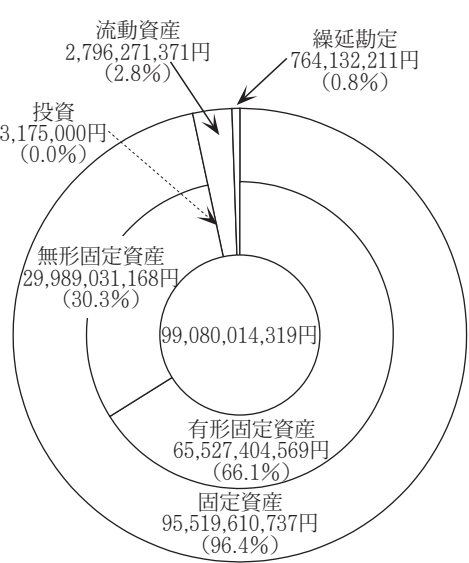 流動資産
2,796,271,371円
（2.8%）
繰延勘定
764,132,211円
（0.8%）
投資
3,175,000円
（0.0%）
無形固定資産
29,989,031,168円
（30.3%）
99,080,014,319円
有形固定資産
65,527,404,569円
（66.1%）
固定資産
95,519,610,737円
（96.4%）